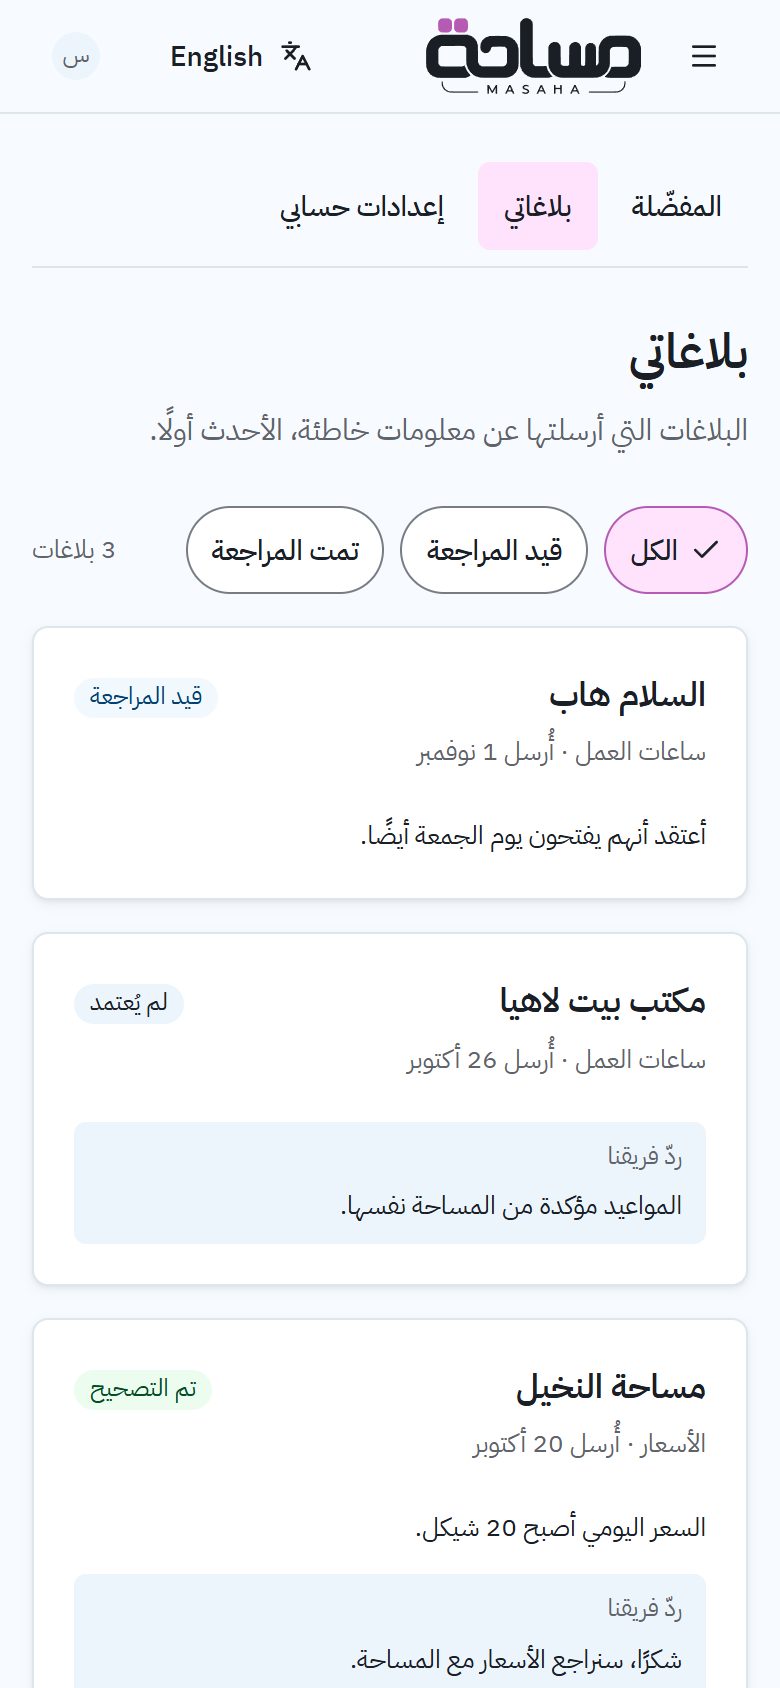 مساحة
MASAHA
English
س
المفضّلة
بلاغاتي
إعدادات حسابي
بلاغاتي
البلاغات التي أرسلتها عن معلومات خاطئة، الأحدث أولًا.
الكل
قيد المراجعة
تمت المراجعة
3 بلاغات
السلام هاب
قيد المراجعة
ساعات العمل · أُرسل 1 نوفمبر
أعتقد أنهم يفتحون يوم الجمعة أيضًا.
مكتب بيت لاهيا
لم يُعتمد
ساعات العمل · أُرسل 26 أكتوبر
ردّ فريقنا
المواعيد مؤكدة من المساحة نفسها.
مساحة النخيل
تم التصحيح
الأسعار · أُرسل 20 أكتوبر
السعر اليومي أصبح 20 شيكل.
ردّ فريقنا
شكرًا، سنراجع الأسعار مع المساحة.